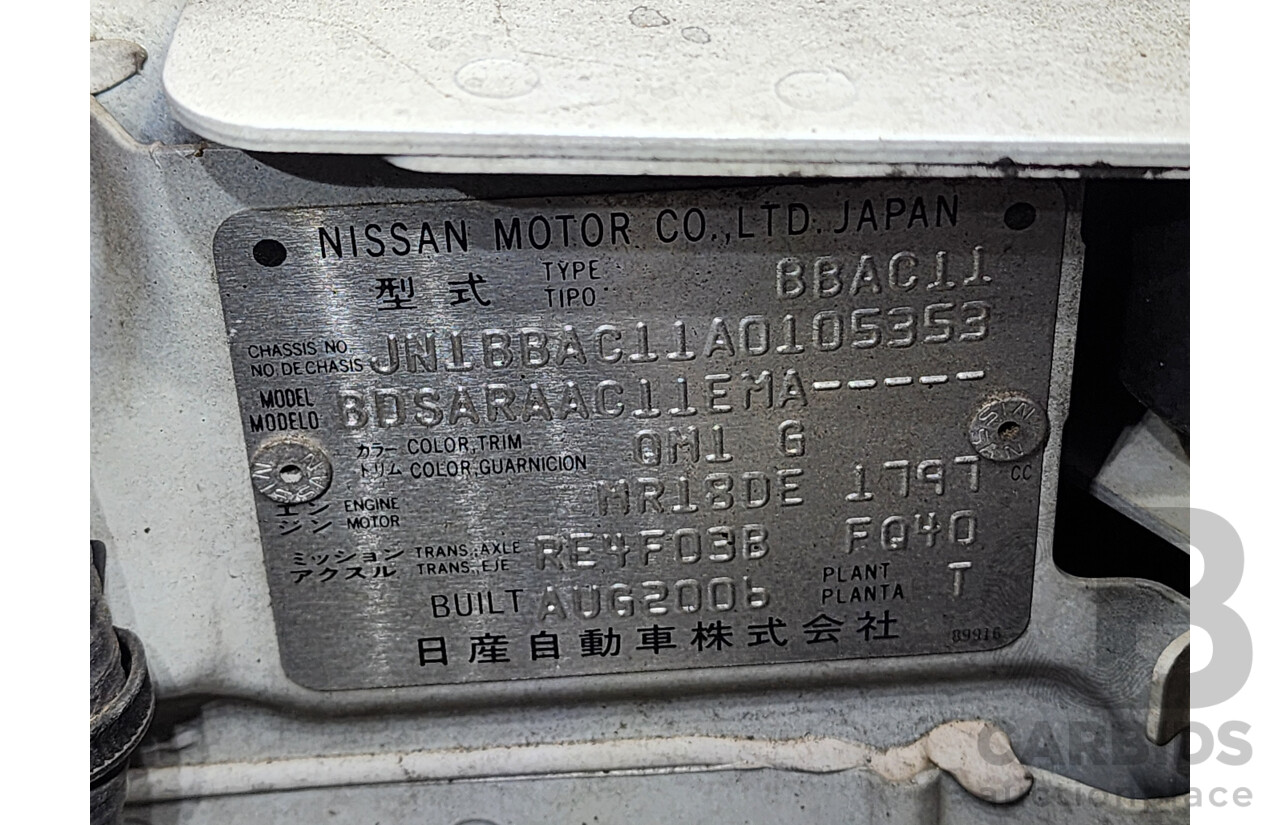 NISSAN MOTOR CO.,LTD. JAPAN
型式 TYPE TIPO BBAC11
CHASSIS NO. NO. DE CHASIS JN1BBAC11A0105353
MODEL MODELO BDSARAAC11EMA-----
カラー COLOR,TRIM QM1 G
トリム COLOR,GUARNICION
エンジン ENGINE MOTOR MR18DE 1797 CC
ミッション TRANS.,AXLE RE4F03B FQ40
アクスル TRANS.,EJE
BUILT AUG2006 PLANT PLANTA T
日産自動車株式会社 89916
CARBIDS
auctionplace